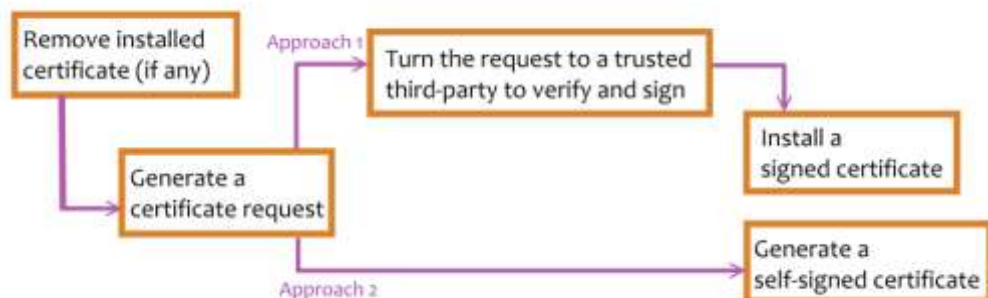 Remove installed
certificate (if any)
Approach 1
Turn the request to a trusted
third-party to verify and sign
Install a
signed certificate
Generate a
certificate request
Approach 2
Generate a
self-signed certificate